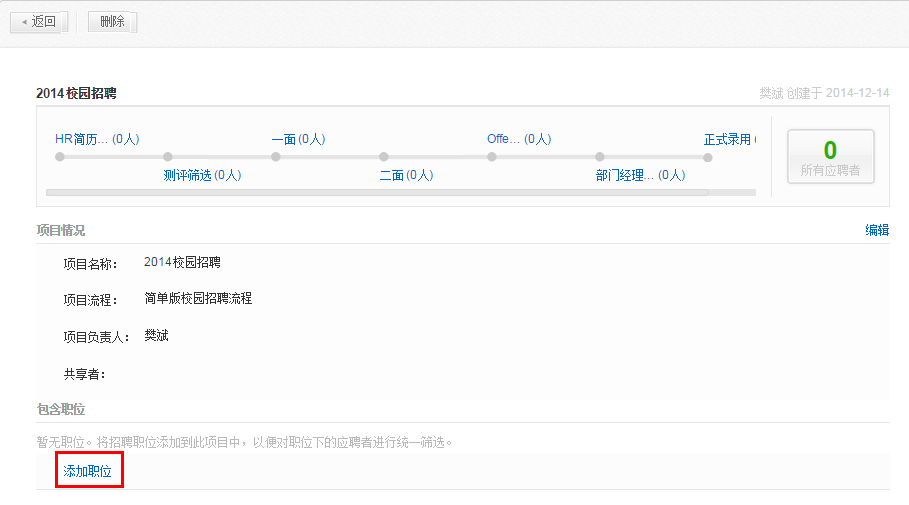 返回 删除
2014校园招聘 樊斌 创建于 2014-12-14
HR简历... (0人) 一面 (0人) Offe... (0人) 正式录用 (
测评筛选 (0人) 二面 (0人) 部门经理... (0人)
0
所有应聘者
项目情况 编辑
项目名称： 2014校园招聘
项目流程： 简单版校园招聘流程
项目负责人： 樊斌
共享者：
包含职位
暂无职位。将招聘职位添加到此项目中，以便对职位下的应聘者进行统一筛选。
添加职位